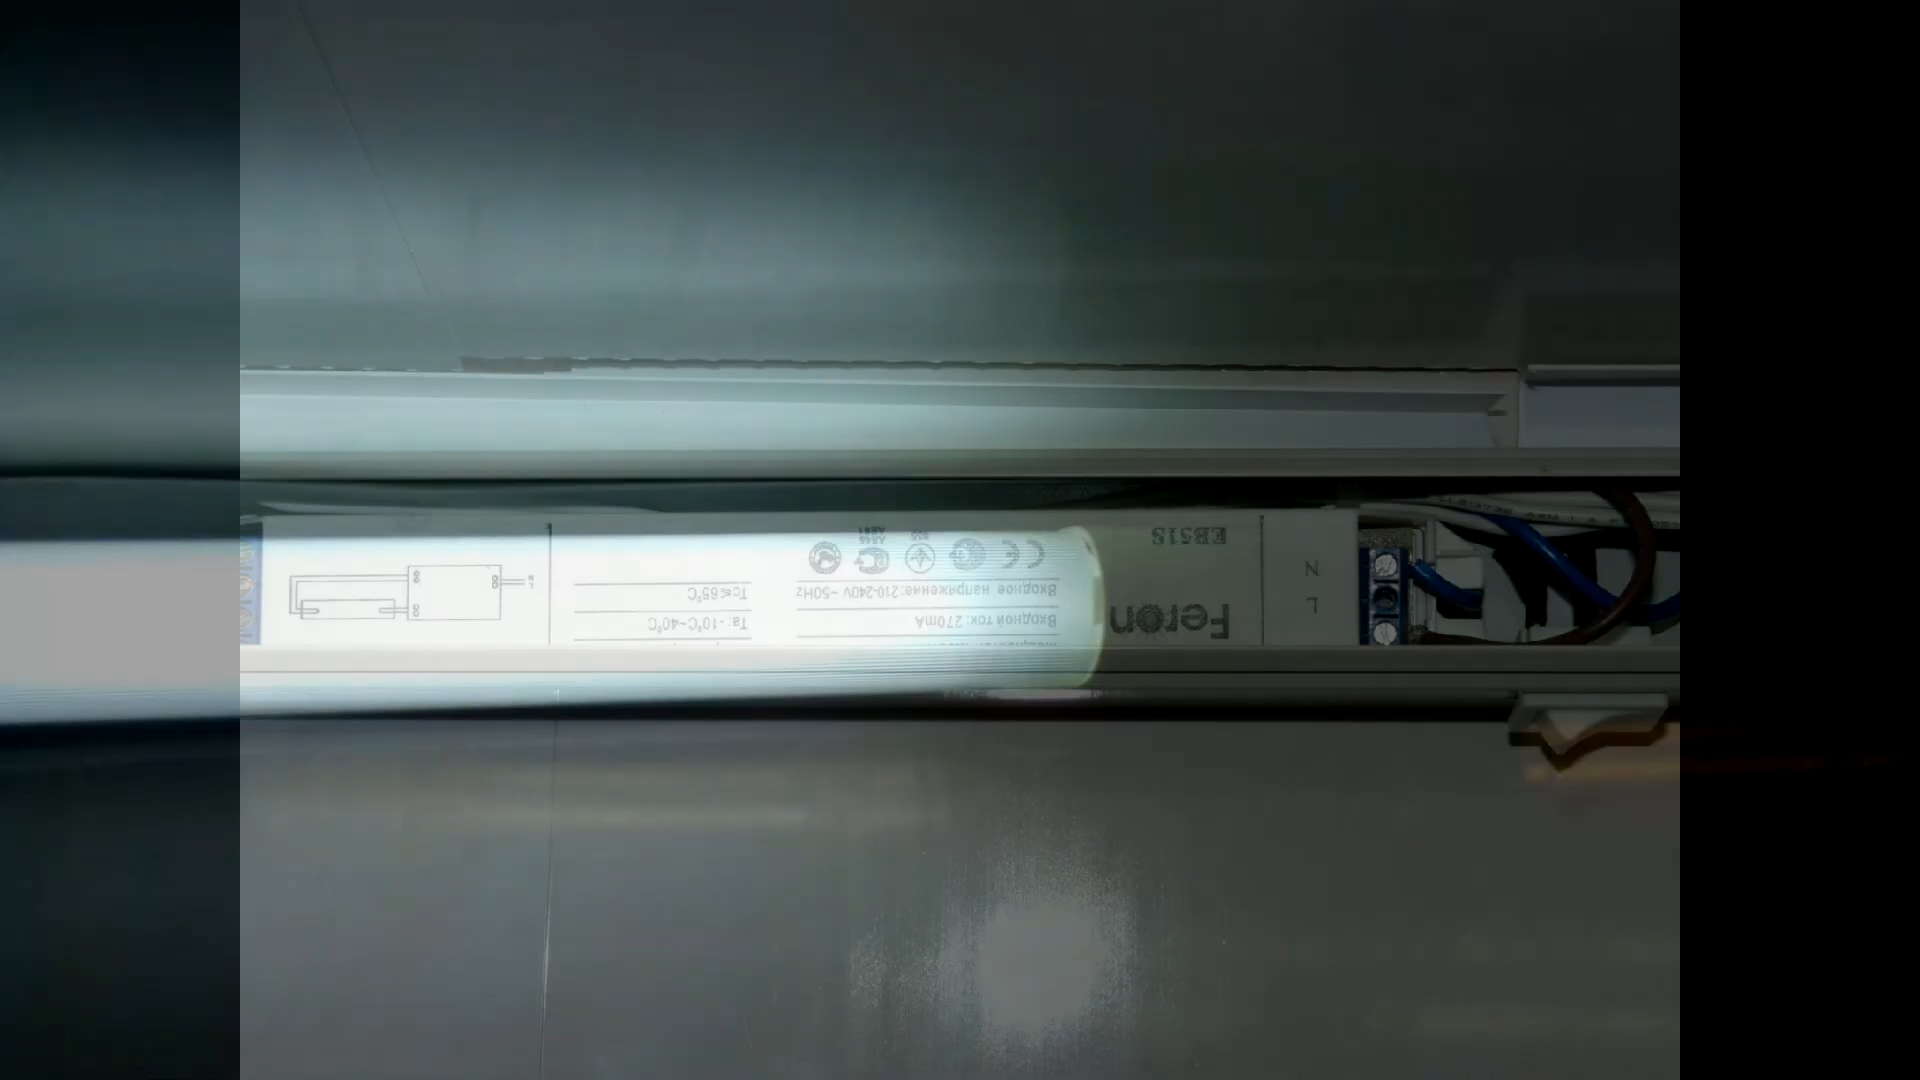 Feron
EB51S
L
N
Входной ток: 270mA
Входное напряжение: 210-240V ~50Hz
Ta: -10°C~40°C
Tc≤65°C